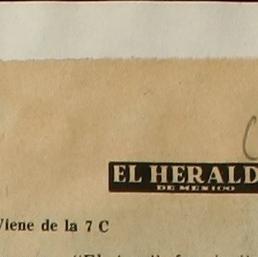 EL HERALD
DE MEXICO
Viene de la 7 C